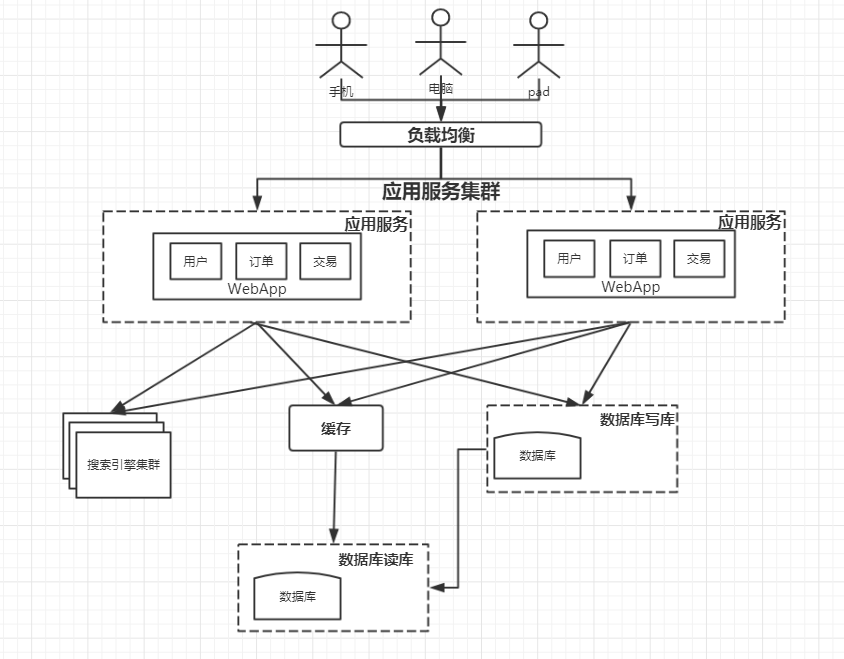 手机
电脑
pad
负载均衡
应用服务集群
应用服务
用户
订单
交易
WebApp
应用服务
用户
订单
交易
WebApp
搜索引擎集群
缓存
数据库写库
数据库
数据库读库
数据库